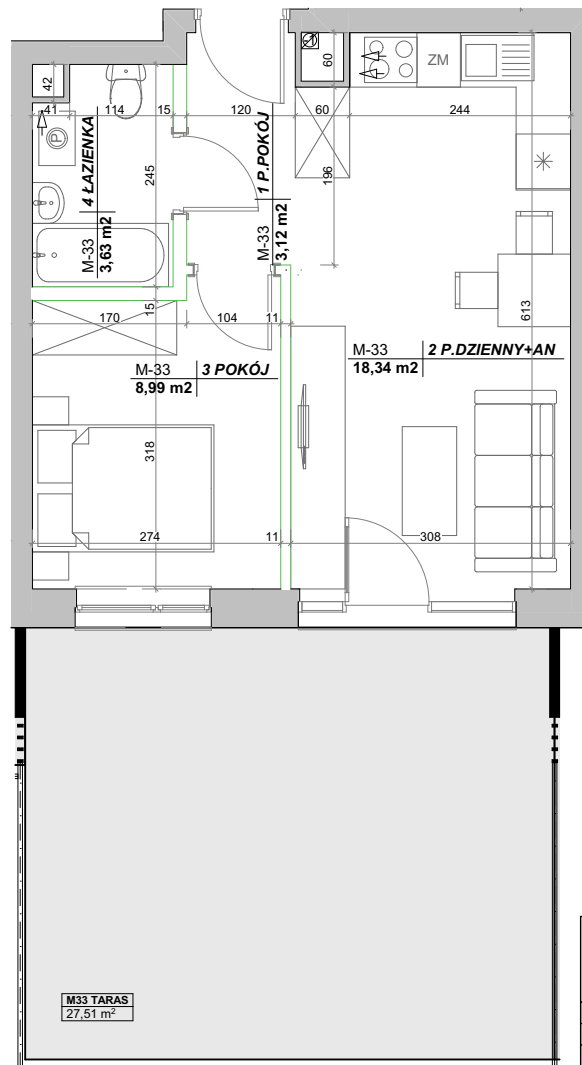 60
ZM
42
41
114
15
120
60
244
4 ŁAZIENKA
M-33
3,63 m2
245
1 P.POKÓJ
M-33
3,12 m2
196
P
15
170
104
11
613
M-33
2 P.DZIENNY+AN
18,34 m2
M-33
3 POKÓJ
8,99 m2
318
274
11
308
M33 TARAS
27,51 m²